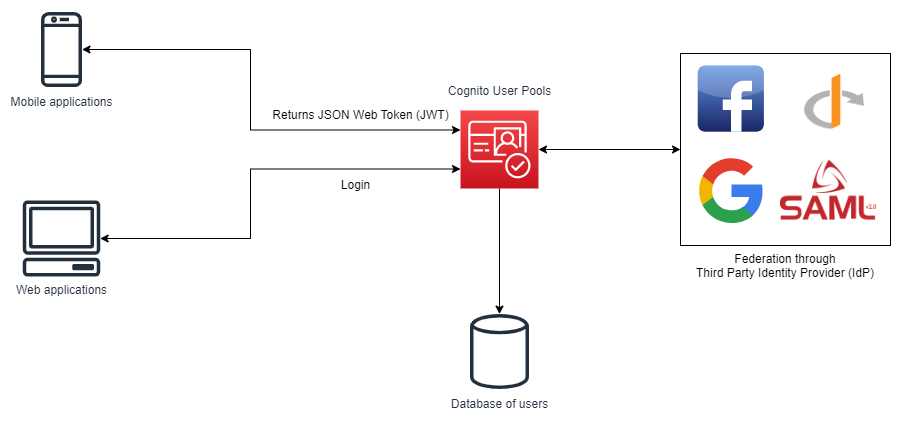 Mobile applications
Cognito User Pools
Returns JSON Web Token (JWT)
Login
Web applications
SAML v2.0
Federation through
Third Party Identity Provider (IdP)
Database of users